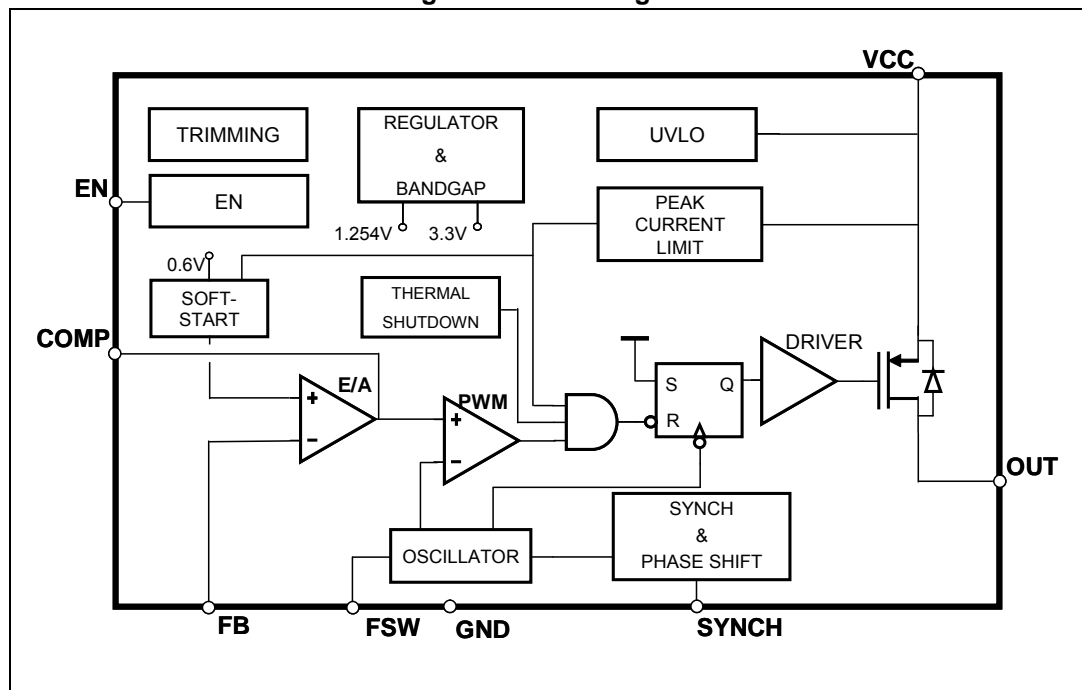 VCC
TRIMMING
REGULATOR
&
BANDGAP
UVLO
EN
EN
PEAK
CURRENT
LIMIT
1.254V
3.3V
0.6V
SOFT-
START
THERMAL
SHUTDOWN
COMP
DRIVER
E/A
+
-
PWM
+
-
S
Q
R
OUT
OSCILLATOR
SYNCH
&
PHASE SHIFT
FB
FSW
GND
SYNCH